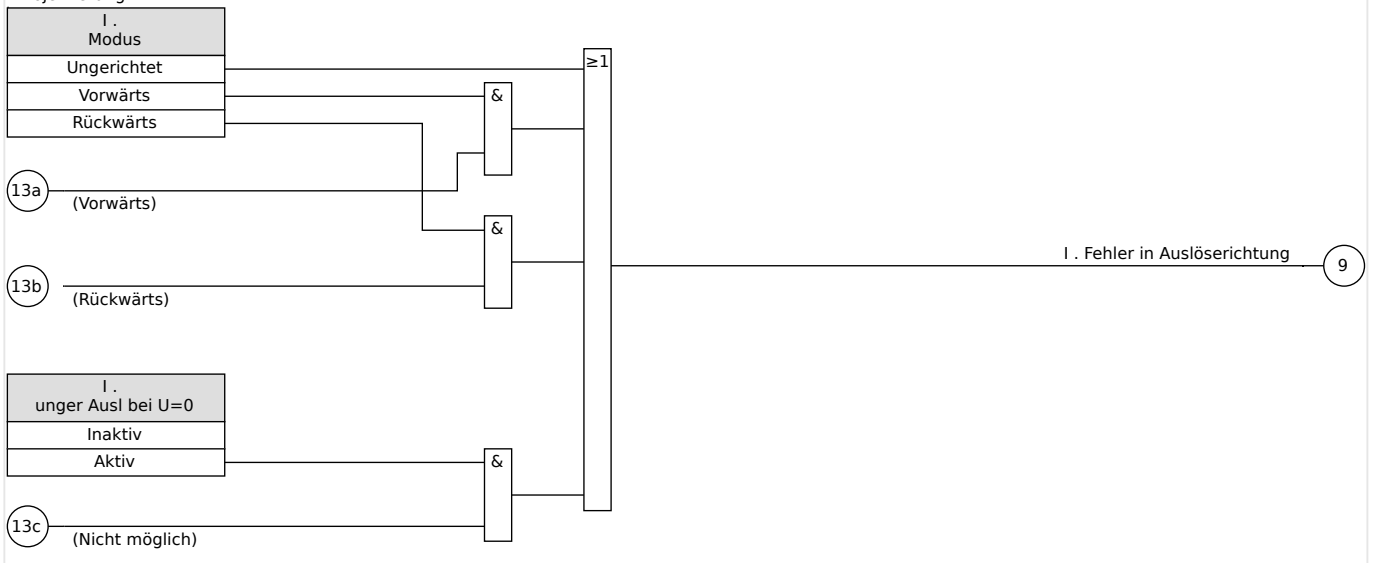 I .
Modus
Ungerichtet
Vorwärts
Rückwärts
≥1
&
13a
(Vorwärts)
&
13b
(Rückwärts)
I . Fehler in Auslöserichtung
9
I .
unger Ausl bei U=0
Inaktiv
Aktiv
&
13c
(Nicht möglich)